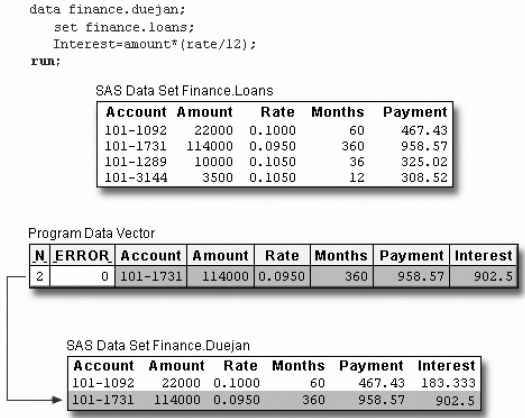 data finance.duejan;
set finance.loans;
Interest=amount*(rate/12);
run;
SAS Data Set Finance.Loans
Account Amount Rate Months Payment
101-1092 22000 0.1000 60 467.43
101-1731 114000 0.0950 360 958.57
101-1289 10000 0.1050 36 325.02
101-3144 3500 0.1050 12 308.52
Program Data Vector
_N_ _ERROR_ Account Amount Rate Months Payment Interest
2 0 101-1731 114000 0.0950 360 958.57 902.5
SAS Data Set Finance.Duejan
Account Amount Rate Months Payment Interest
101-1092 22000 0.1000 60 467.43 183.333
101-1731 114000 0.0950 360 958.57 902.5